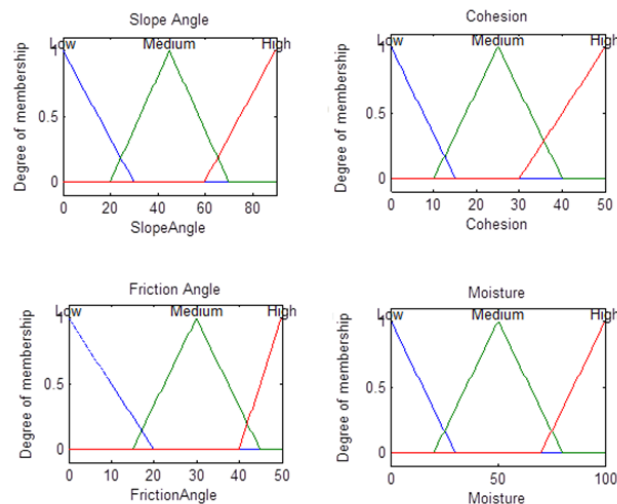 Slope Angle
Low Medium High
Degree of membership
1
0.5
0
0 20 40 60 80
SlopeAngle
Cohesion
Low Medium High
Degree of membership
1
0.5
0
0 10 20 30 40 50
Cohesion
Friction Angle
Low Medium High
Degree of membership
1
0.5
0
0 10 20 30 40 50
FrictionAngle
Moisture
Low Medium High
Degree of membership
1
0.5
0
0 50 100
Moisture